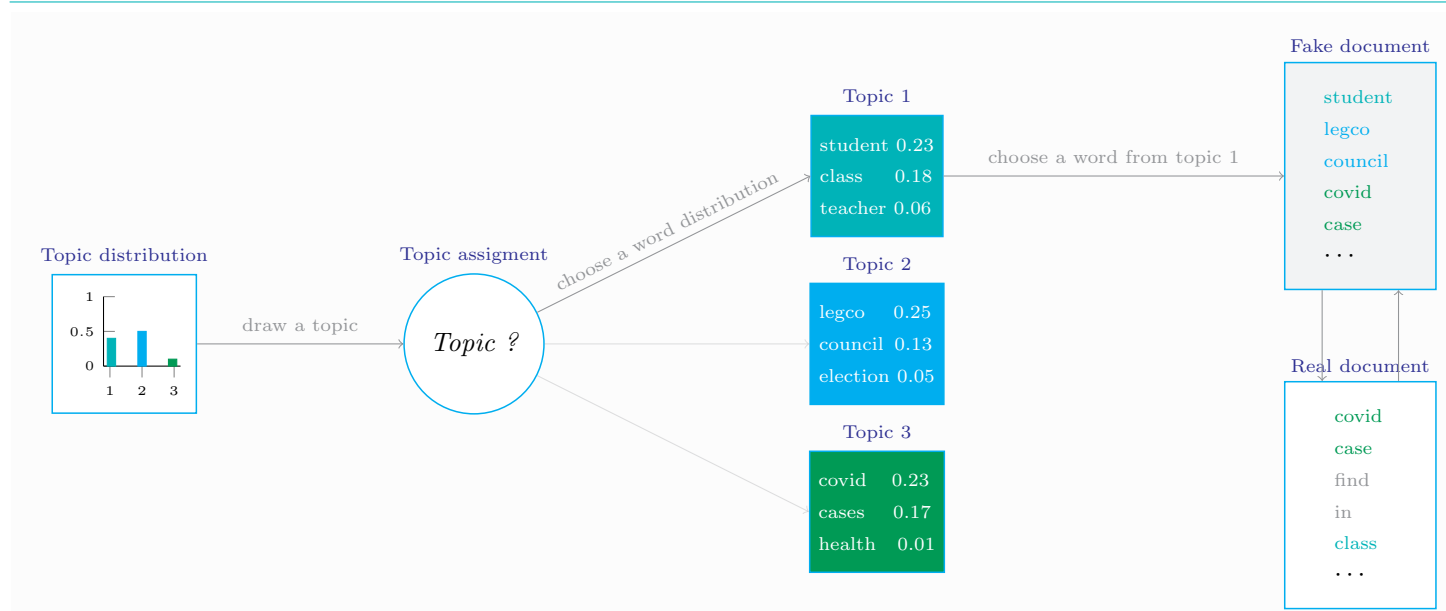 Topic distribution
1
0.5
0
1 2 3
draw a topic
Topic assigment
Topic ?
choose a word distribution
Topic 1
student 0.23
class 0.18
teacher 0.06
choose a word from topic 1
Topic 2
legco 0.25
council 0.13
election 0.05
Topic 3
covid 0.23
cases 0.17
health 0.01
Fake document
student
legco
council
covid
case
...
Real document
covid
case
find
in
class
...